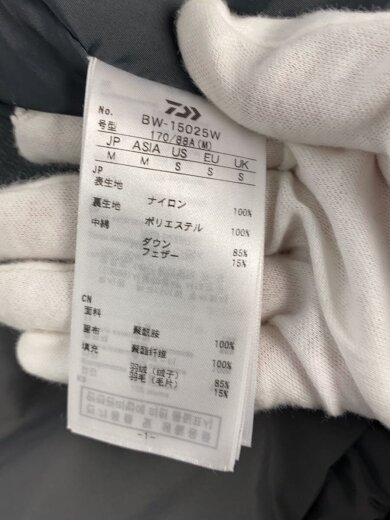 No. BW-15025W
号型 170/88A(M)
JP ASIA US EU UK
M M S S S
JP
表生地 ナイロン 100%
裏生地 ポリエステル 100%
中綿 ダウン 85%
フェザー 15%
CN
面料 聚酰胺 100%
里布 聚酯纤维 100%
填充 羽绒（绒子） 85%
羽毛（毛片） 15%
-1-